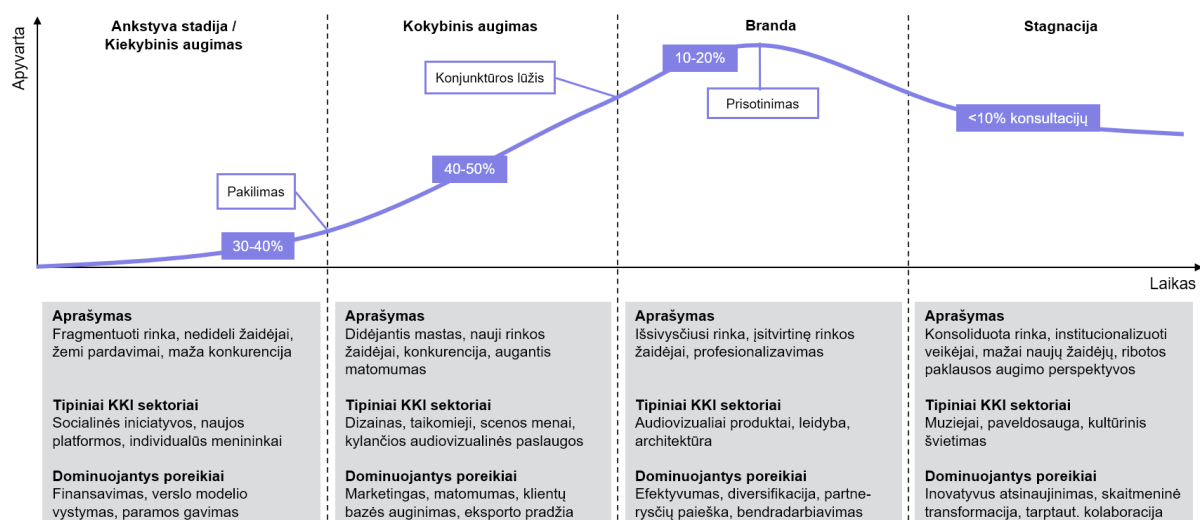 Ankstyva stadija /
Kiekybinis augimas
Kokybinis augimas
Branda
Stagnacija
Apyvarta
Konjunktūros lūžis
10-20%
Prisotinimas
<10% konsultacijų
40-50%
Pakilimas
30-40%
Laikas
Aprašymas
Fragmentuoti rinka, nedideli žaidėjai,
žemi pardavimai, maža konkurencija
Tipiniai KKI sektoriai
Socialinės iniciatyvos, naujos
platformos, individualūs menininkai
Dominuojantys poreikiai
Finansavimas, verslo modelio
vystymas, paramos gavimas
Aprašymas
Didėjantis mastas, nauji rinkos
žaidėjai, konkurencija, augantis
matomumas
Tipiniai KKI sektoriai
Dizainas, taikomieji, scenos menai,
kylančios audiovizualinės paslaugos
Dominuojantys poreikiai
Marketingas, matomumas, klientų
bazės auginimas, eksporto pradžia
Aprašymas
Išsivysčiusi rinka, įsitvirtinę rinkos
žaidėjai, profesionalizavimas
Tipiniai KKI sektoriai
Audiovizualiai produktai, leidyba,
architektūra
Dominuojantys poreikiai
Efektyvumas, diversifikacija, partne-
rysčių paieška, bendradarbiavimas
Aprašymas
Konsoliduota rinka, institucionalizuoti
veikėjai, mažai naujų žaidėjų, ribotos
paklausos augimo perspektyvos
Tipiniai KKI sektoriai
Muziejai, paveldosauga, kultūrinis
švietimas
Dominuojantys poreikiai
Inovatyvus atsinaujinimas, skaitmeninė
transformacija, tarptaut. kolaboracija